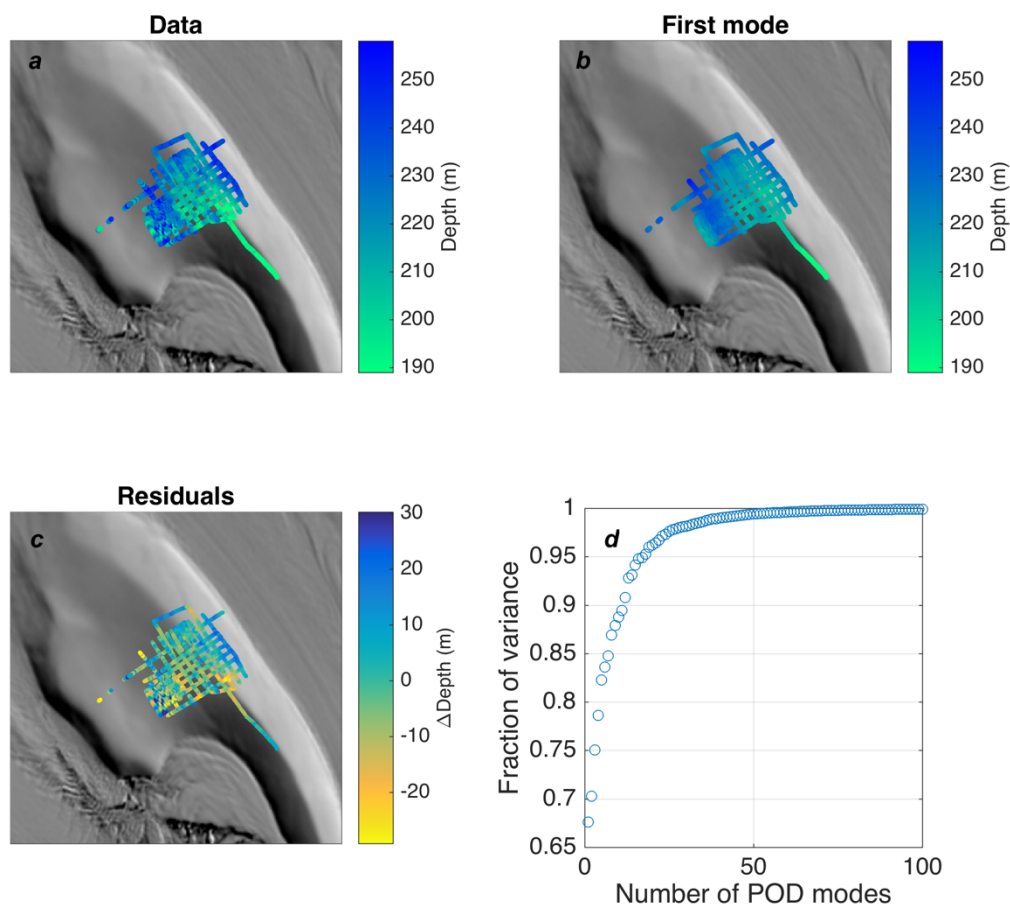 Data
a
250
240
230
220
210
200
190
Depth (m)
First mode
b
250
240
230
220
210
200
190
Depth (m)
Residuals
c
30
20
10
0
-10
-20
ΔDepth (m)
d
1
0.95
0.9
0.85
0.8
0.75
0.7
0.65
Fraction of variance
0 50 100
Number of POD modes